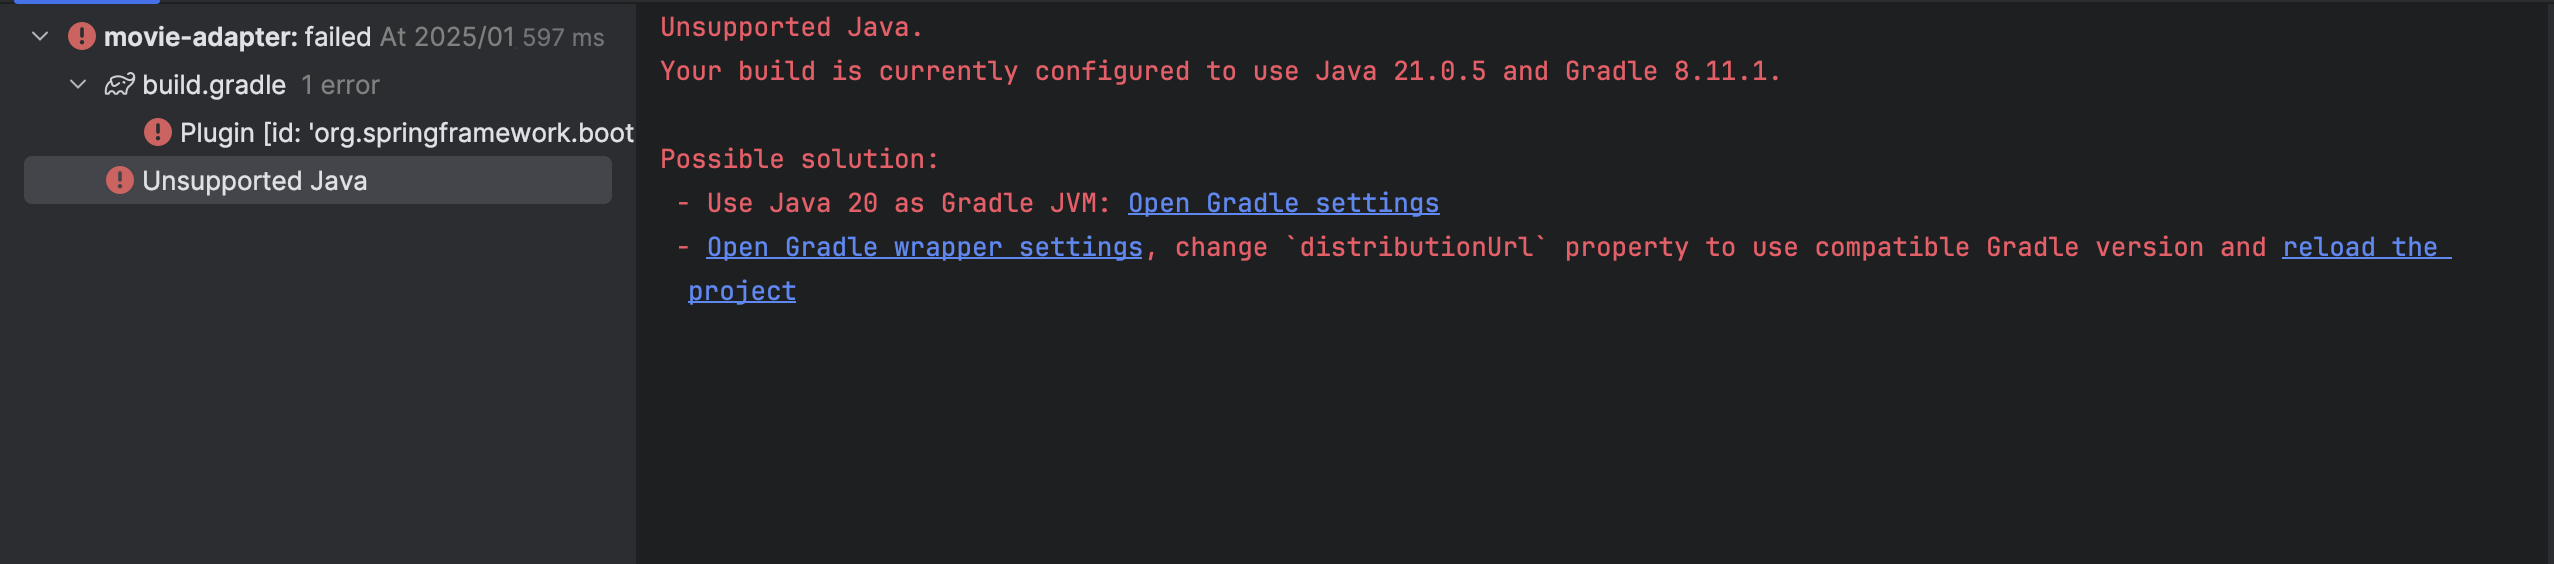 movie-adapter: failed At 2025/01 597 ms
build.gradle 1 error
Plugin [id: 'org.springframework.boot
Unsupported Java
Unsupported Java.
Your build is currently configured to use Java 21.0.5 and Gradle 8.11.1.
Possible solution:
- Use Java 20 as Gradle JVM: Open Gradle settings
- Open Gradle wrapper settings, change `distributionUrl` property to use compatible Gradle version and reload the
project